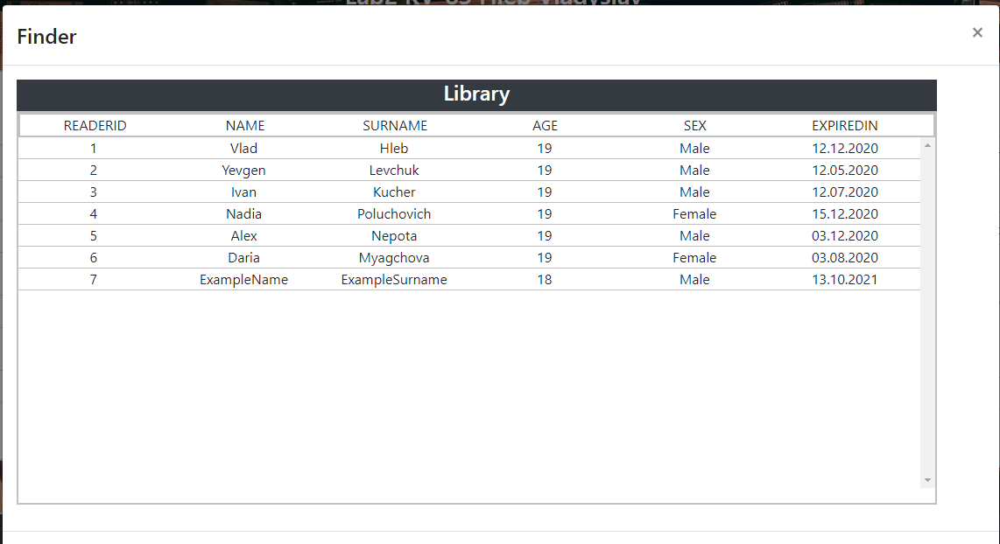 Finder ×
Library
READERID NAME SURNAME AGE SEX EXPIREDIN
1 Vlad Hleb 19 Male 12.12.2020
2 Yevgen Levchuk 19 Male 12.05.2020
3 Ivan Kucher 19 Male 12.07.2020
4 Nadia Poluchovich 19 Female 15.12.2020
5 Alex Nepota 19 Male 03.12.2020
6 Daria Myagchova 19 Female 03.08.2020
7 ExampleName ExampleSurname 18 Male 13.10.2021